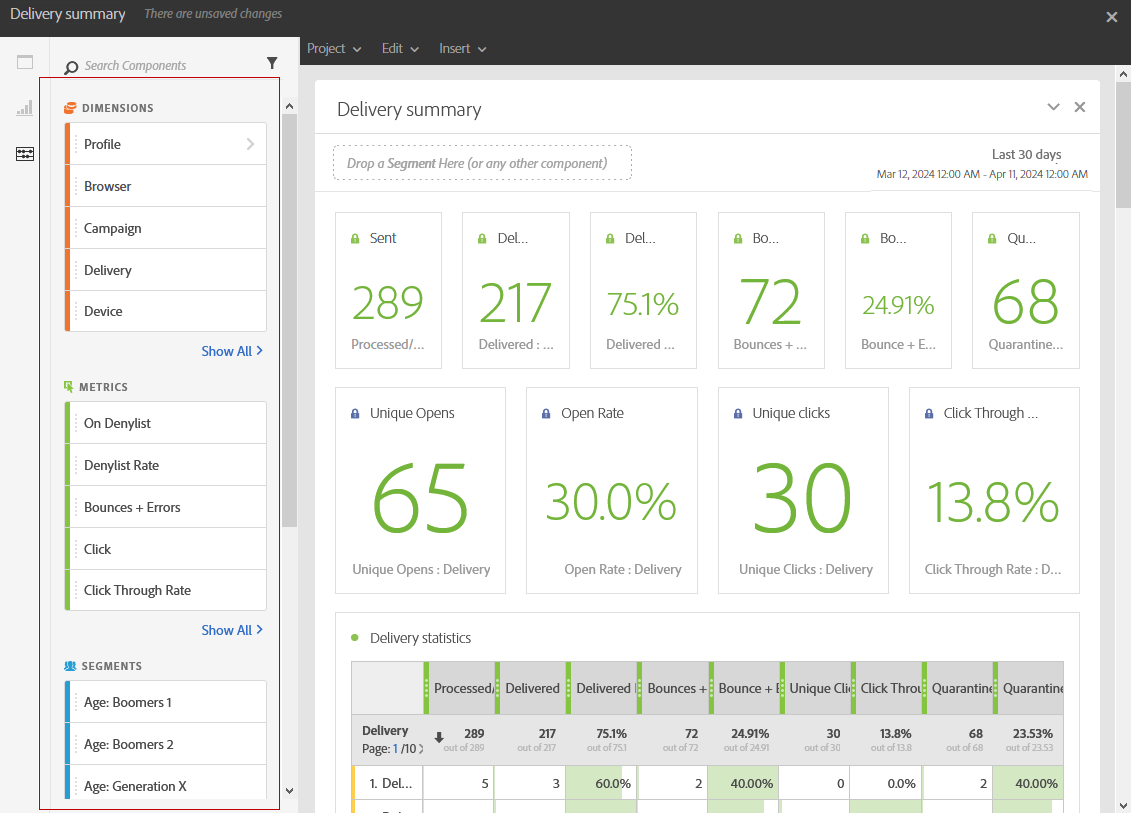 Delivery summary There are unsaved changes
Project Edit Insert
Search Components
DIMENSIONS
Profile
Browser
Campaign
Delivery
Device
Show All
METRICS
On Denylist
Denylist Rate
Bounces + Errors
Click
Click Through Rate
Show All
SEGMENTS
Age: Boomers 1
Age: Boomers 2
Age: Generation X
Delivery summary
Drop a Segment Here (or any other component)
Last 30 days
Mar 12, 2024 12:00 AM - Apr 11, 2024 12:00 AM
Sent
289
Processed/...
Del...
217
Delivered : ...
Del...
75.1%
Delivered ...
Bo...
72
Bounces + ...
Bo...
24.91%
Bounce + E...
Qu...
68
Quarantine...
Unique Opens
65
Unique Opens : Delivery
Open Rate
30.0%
Open Rate : Delivery
Unique clicks
30
Unique Clicks : Delivery
Click Through ...
13.8%
Click Through Rate : D...
Delivery statistics
Processed/ Delivered Delivered Bounces + Bounce + E Unique Clic Click Throu Quarantine Quarantine
Delivery 289 217 75.1% 72 24.91% 30 13.8% 68 23.53%
Page: 1 /10 out of 289 out of 217 out of 75.1 out of 72 out of 24.91 out of 30 out of 13.8 out of 68 out of 23.53
1. Del... 5 3 60.0% 2 40.00% 0 0.0% 2 40.00%